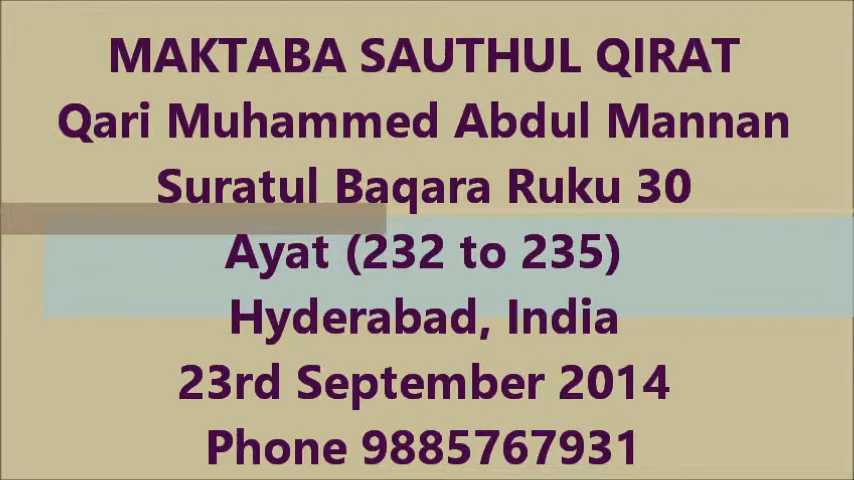 MAKTABA SAUTHUL QIRAT
Qari Muhammed Abdul Mannan
Suratul Baqara Ruku 30
Ayat (232 to 235)
Hyderabad, India
23rd September 2014
Phone 9885767931